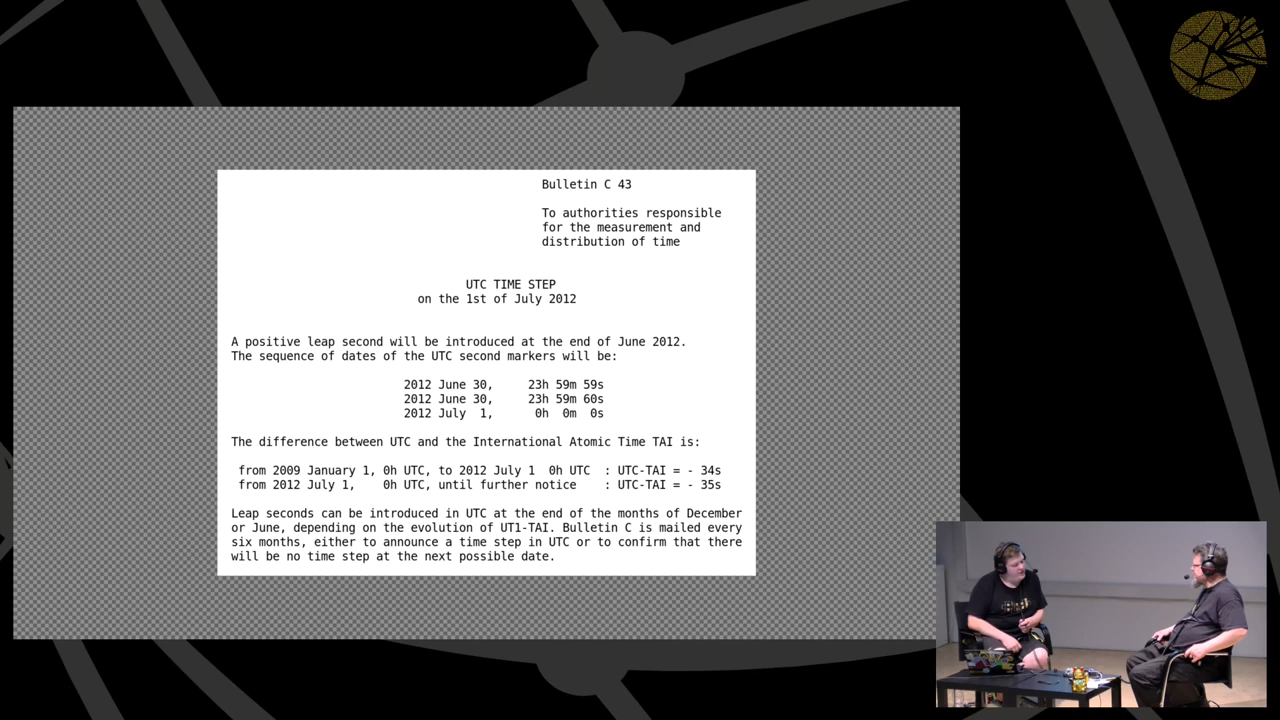 Bulletin C 43
To authorities responsible
for the measurement and
distribution of time
UTC TIME STEP
on the 1st of July 2012
A positive leap second will be introduced at the end of June 2012.
The sequence of dates of the UTC second markers will be:
2012 June 30, 23h 59m 59s
2012 June 30, 23h 59m 60s
2012 July 1, 0h 0m 0s
The difference between UTC and the International Atomic Time TAI is:
from 2009 January 1, 0h UTC, to 2012 July 1 0h UTC : UTC-TAI = - 34s
from 2012 July 1, 0h UTC, until further notice : UTC-TAI = - 35s
Leap seconds can be introduced in UTC at the end of the months of December
or June, depending on the evolution of UT1-TAI. Bulletin C is mailed every
six months, either to announce a time step in UTC or to confirm that there
will be no time step at the next possible date.